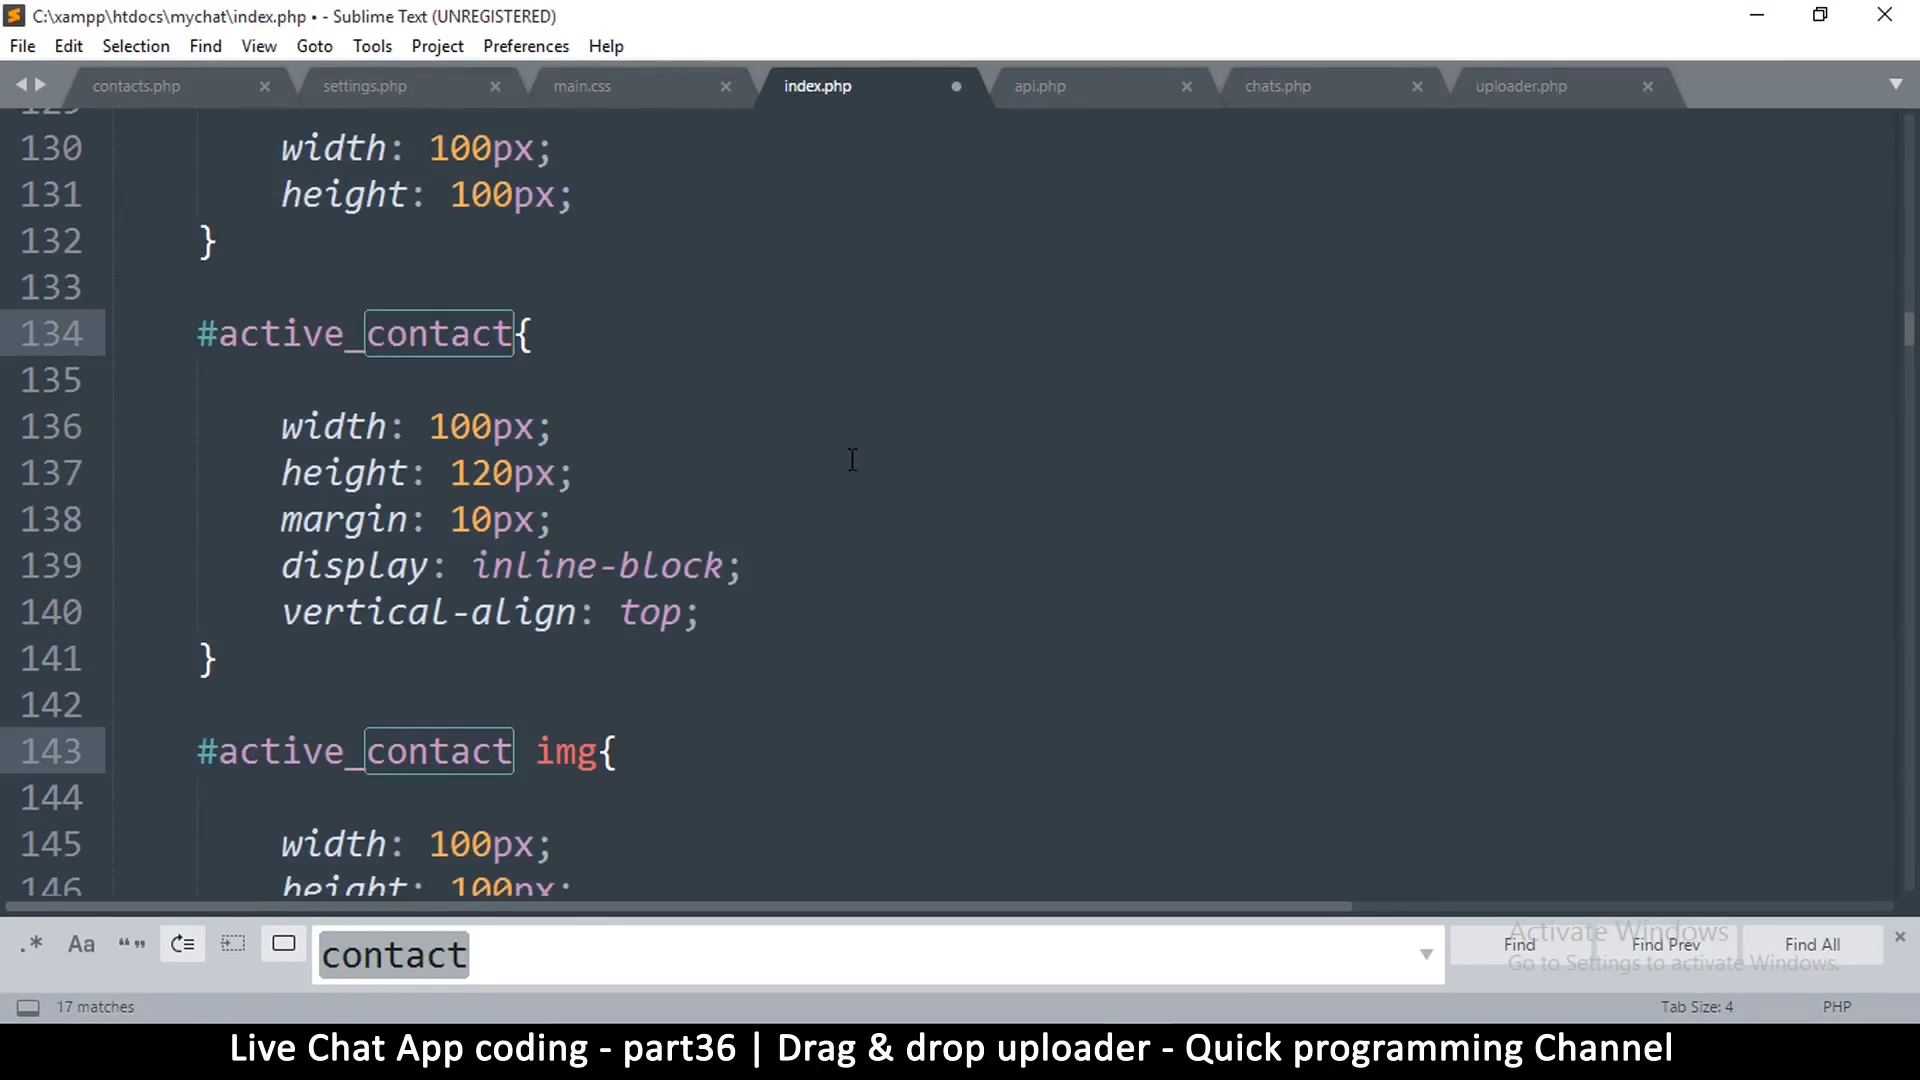 C:\xampp\htdocs\mychat\index.php • - Sublime Text (UNREGISTERED)
File Edit Selection Find View Goto Tools Project Preferences Help
contacts.php settings.php main.css index.php api.php chats.php uploader.php
129
130 width: 100px;
131 height: 100px;
132 }
133
134 #active_contact{
135
136 width: 100px;
137 height: 120px;
138 margin: 10px;
139 display: inline-block;
140 vertical-align: top;
141 }
142
143 #active_contact img{
144
145 width: 100px;
146 height: 100px;
.* Aa “” contact Find Find Prev Find All
Activate Windows
Go to Settings to activate Windows.
17 matches Tab Size: 4 PHP
Live Chat App coding - part36 | Drag & drop uploader - Quick programming Channel